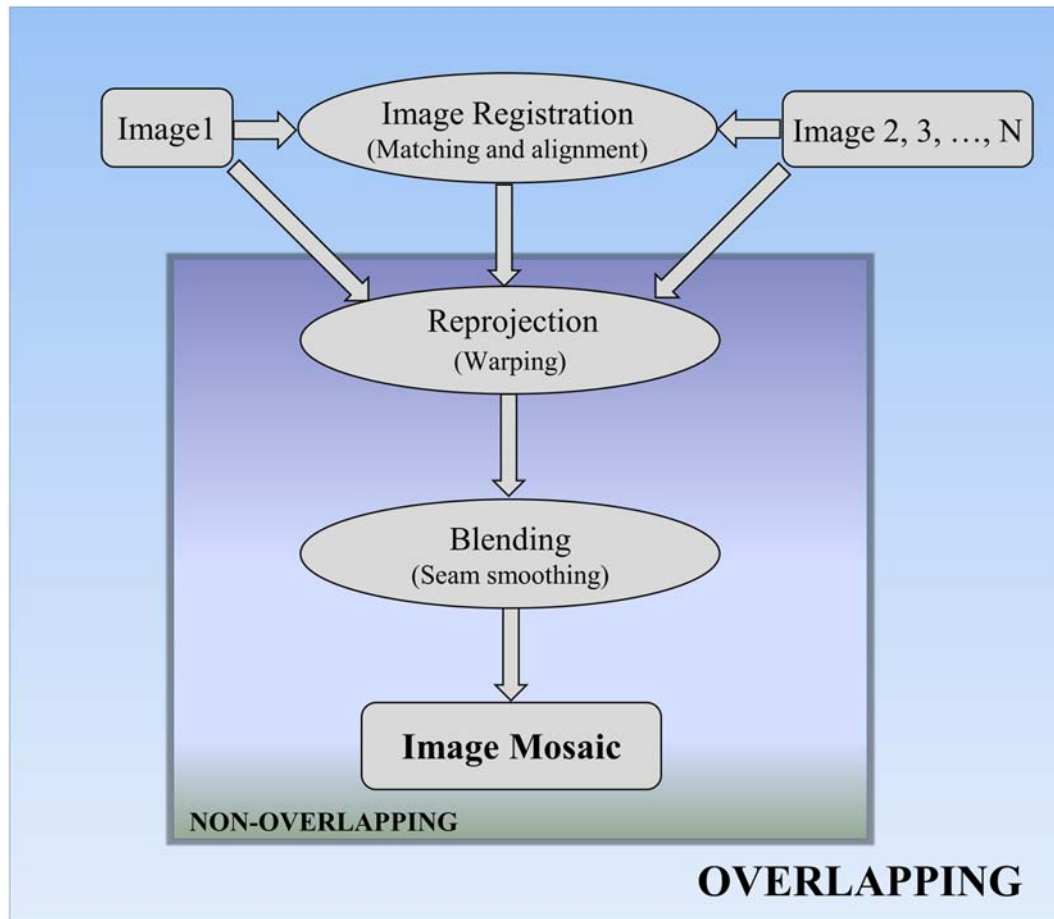 Image1
Image Registration
(Matching and alignment)
Image 2, 3, …, N
Reprojection
(Warping)
Blending
(Seam smoothing)
Image Mosaic
NON-OVERLAPPING
OVERLAPPING